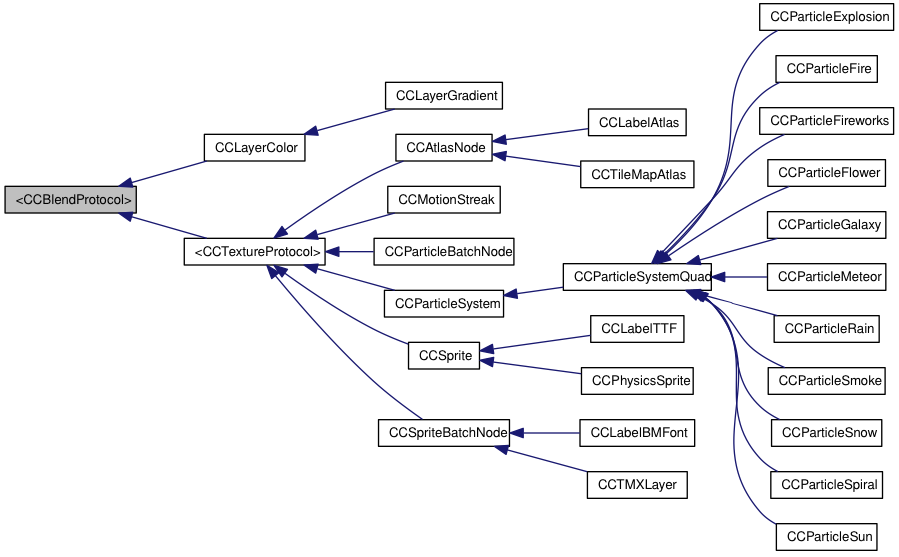 <CCBlendProtocol>
CCLayerColor
<CCTextureProtocol>
CCLayerGradient
CCAtlasNode
CCMotionStreak
CCParticleBatchNode
CCParticleSystem
CCSprite
CCSpriteBatchNode
CCLabelAtlas
CCTileMapAtlas
CCParticleSystemQuad
CCLabelTTF
CCPhysicsSprite
CCLabelBMFont
CCTMXLayer
CCParticleExplosion
CCParticleFire
CCParticleFireworks
CCParticleFlower
CCParticleGalaxy
CCParticleMeteor
CCParticleRain
CCParticleSmoke
CCParticleSnow
CCParticleSpiral
CCParticleSun